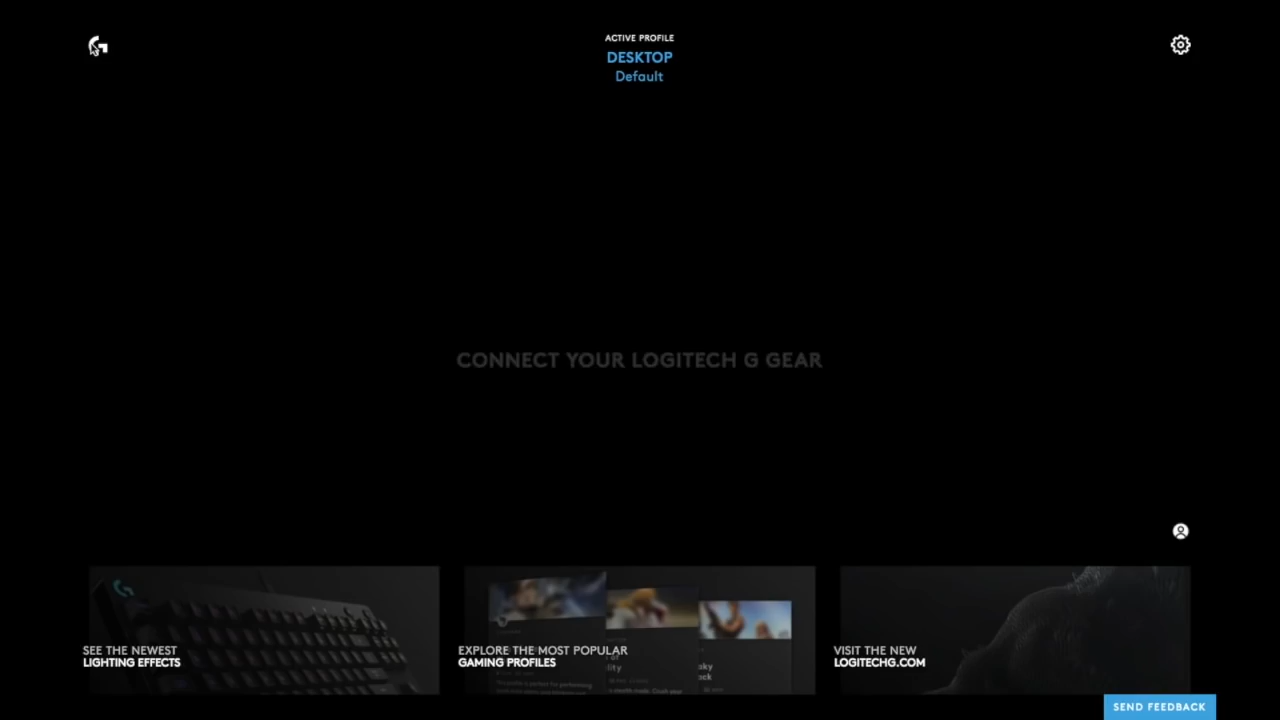 ACTIVE PROFILE
DESKTOP
Default
CONNECT YOUR LOGITECH G GEAR
SEE THE NEWEST
LIGHTING EFFECTS
EXPLORE THE MOST POPULAR
GAMING PROFILES
VISIT THE NEW
LOGITECHG.COM
SEND FEEDBACK